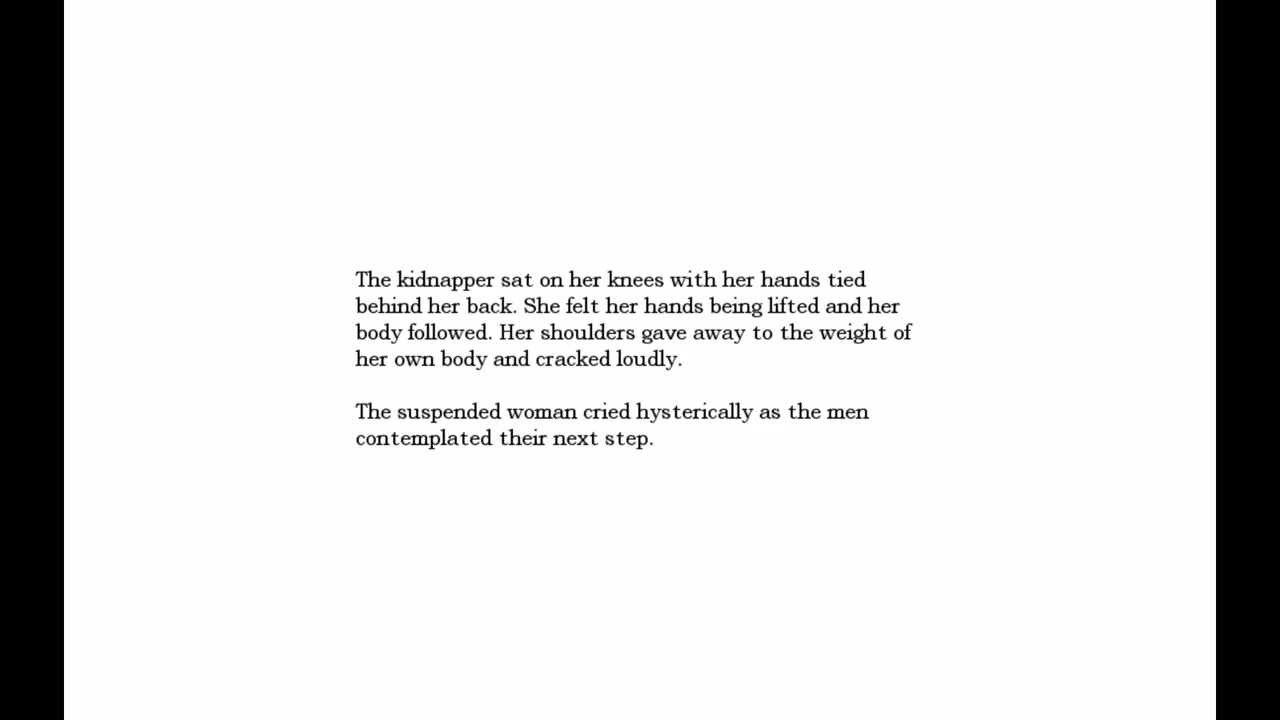 The kidnapper sat on her knees with her hands tied
behind her back. She felt her hands being lifted and her
body followed. Her shoulders gave away to the weight of
her own body and cracked loudly.
The suspended woman cried hysterically as the men
contemplated their next step.